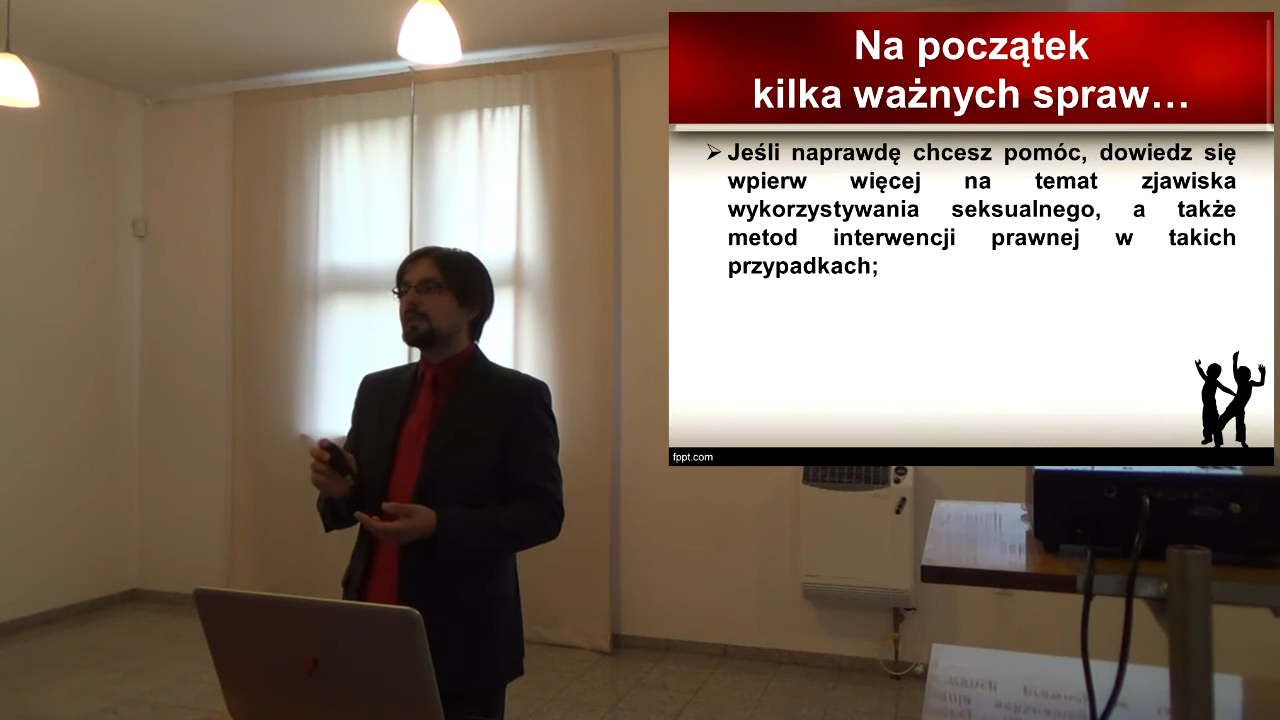 Na początek
kilka ważnych spraw…
➢ Jeśli naprawdę chcesz pomóc, dowiedz się
wpierw więcej na temat zjawiska
wykorzystywania seksualnego, a także
metod interwencji prawnej w takich
przypadkach;
fppt.com